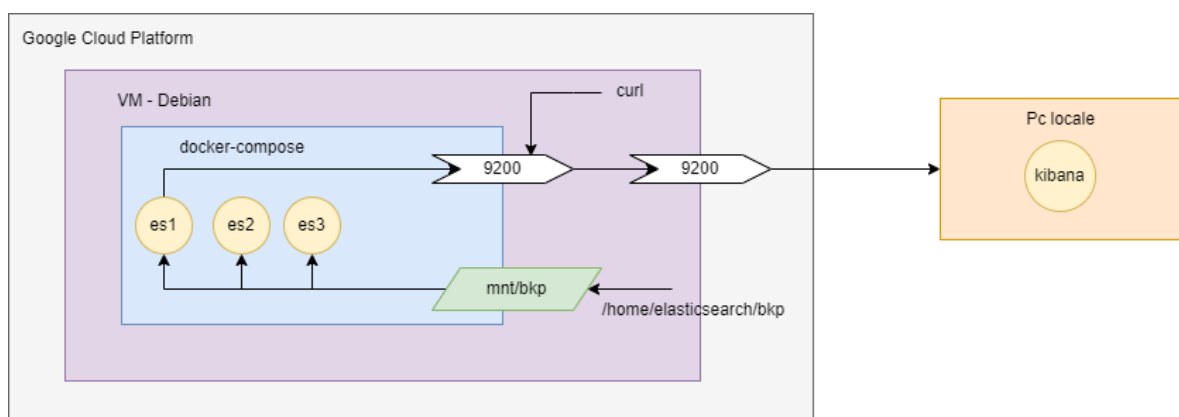 Google Cloud Platform
VM - Debian
curl
docker-compose
9200
9200
Pc locale
kibana
es1
es2
es3
mnt/bkp
/home/elasticsearch/bkp